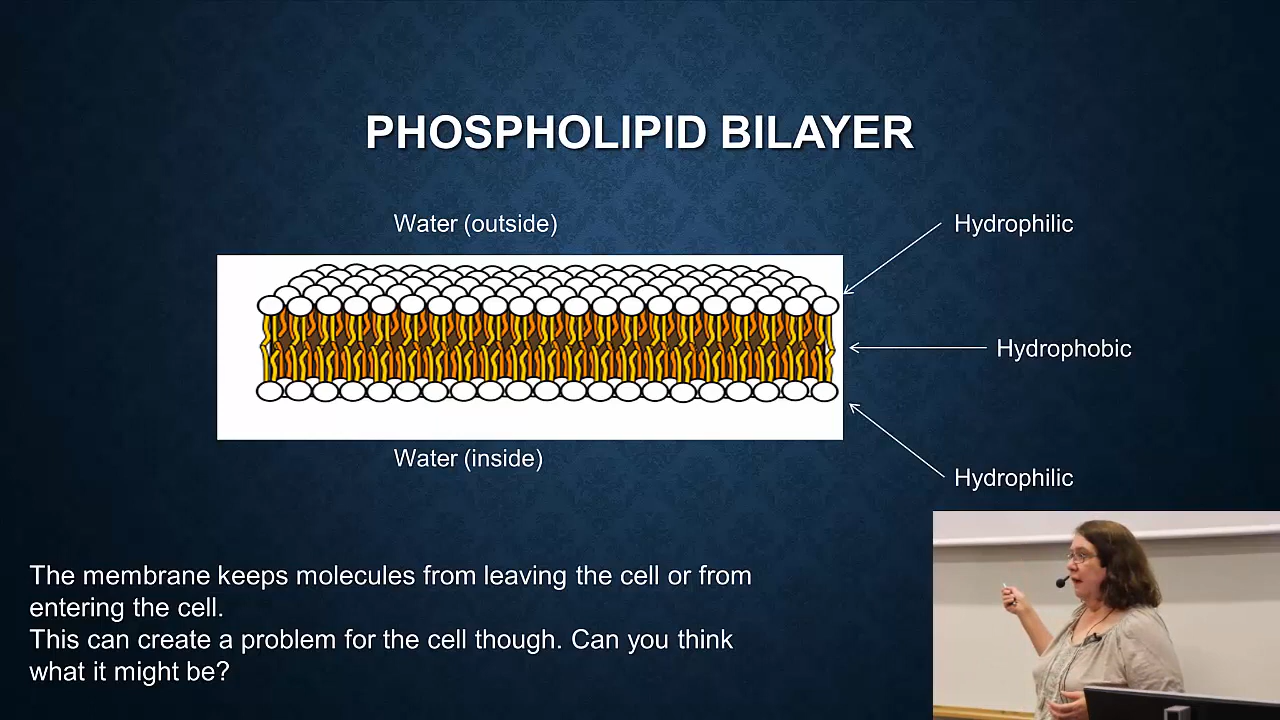 PHOSPHOLIPID BILAYER
Water (outside)
Hydrophilic
Hydrophobic
Water (inside)
Hydrophilic
The membrane keeps molecules from leaving the cell or from
entering the cell.
This can create a problem for the cell though. Can you think
what it might be?